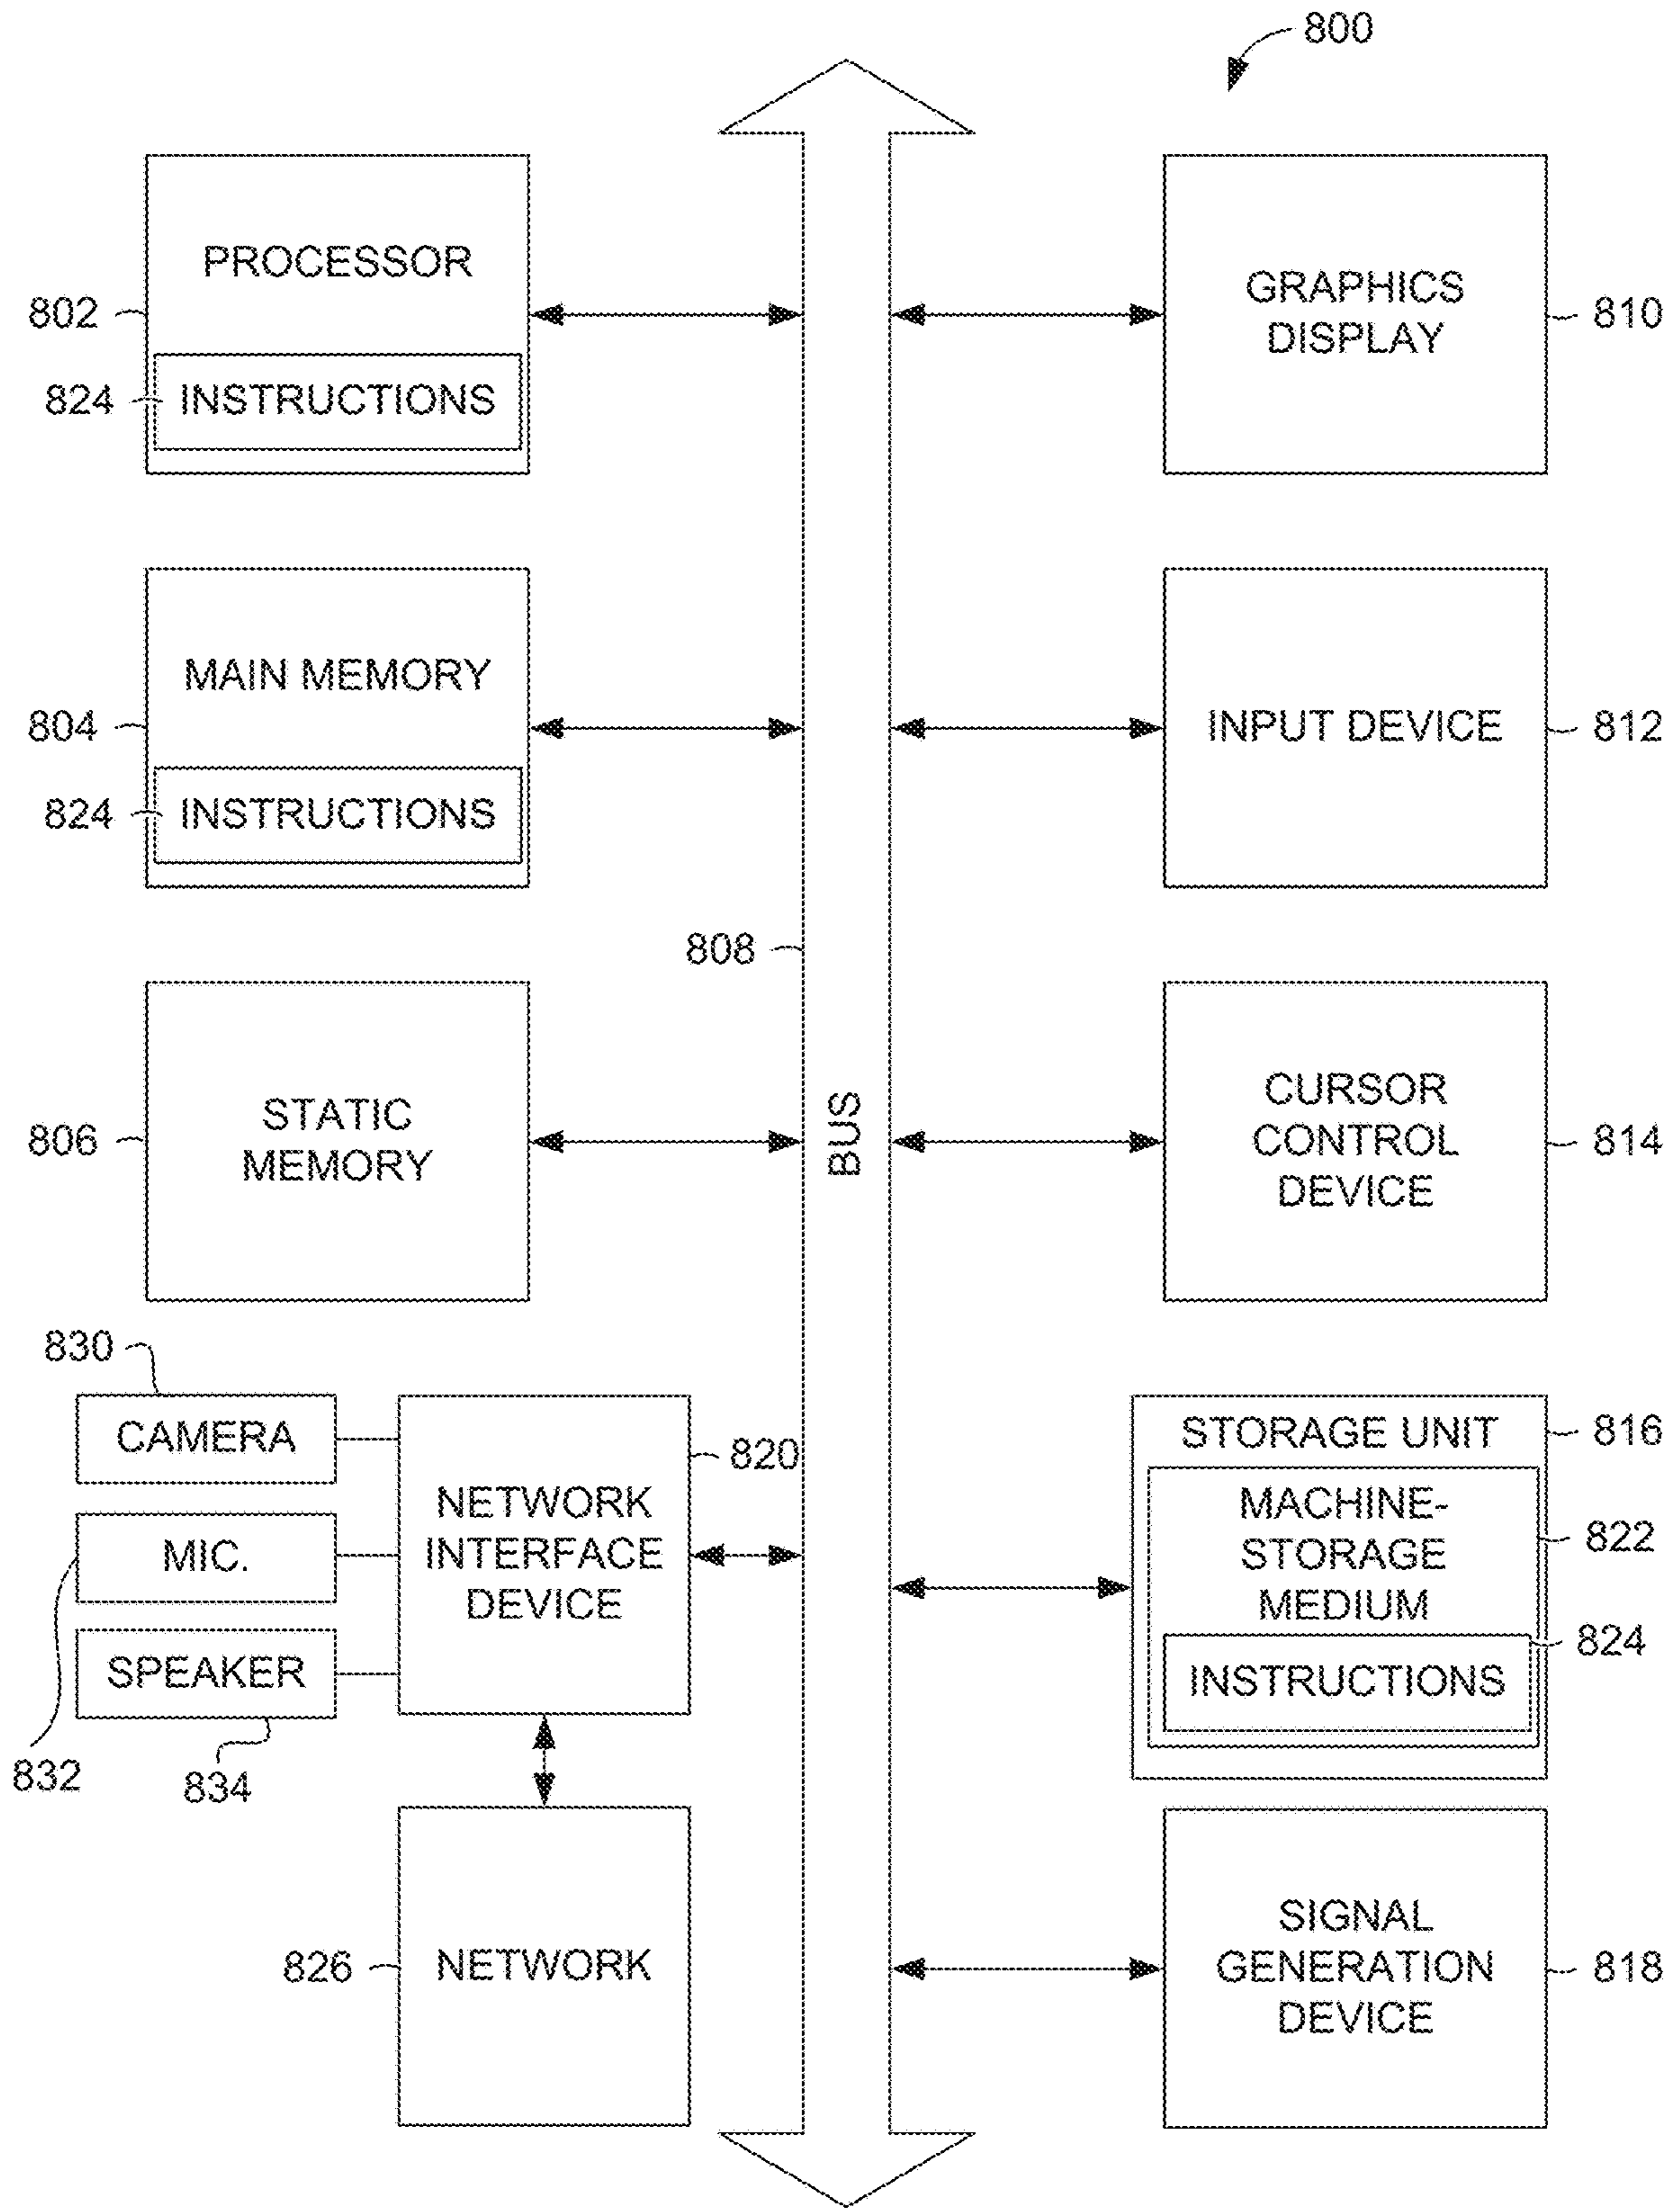 800
PROCESSOR
802
824
INSTRUCTIONS
GRAPHICS
DISPLAY
810
MAIN MEMORY
804
824
INSTRUCTIONS
INPUT DEVICE
812
808
BUS
STATIC
MEMORY
806
CURSOR
CONTROL
DEVICE
814
830
CAMERA
MIC.
SPEAKER
832
834
820
NETWORK
INTERFACE
DEVICE
STORAGE UNIT
816
MACHINE-
STORAGE
MEDIUM
822
824
INSTRUCTIONS
826
NETWORK
SIGNAL
GENERATION
DEVICE
818